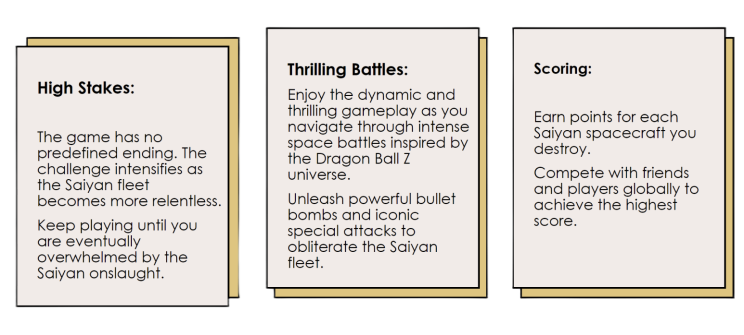 High Stakes:
The game has no
predefined ending. The
challenge intensifies as
the Saiyan fleet
becomes more relentless.
Keep playing until you
are eventually
overwhelmed by the
Saiyan onslaught.
Thrilling Battles:
Enjoy the dynamic and
thrilling gameplay as you
navigate through intense
space battles inspired by
the Dragon Ball Z
universe.
Unleash powerful bullet
bombs and iconic
special attacks to
obliterate the Saiyan
fleet.
Scoring:
Earn points for each
Saiyan spacecraft you
destroy.
Compete with friends
and players globally to
achieve the highest
score.